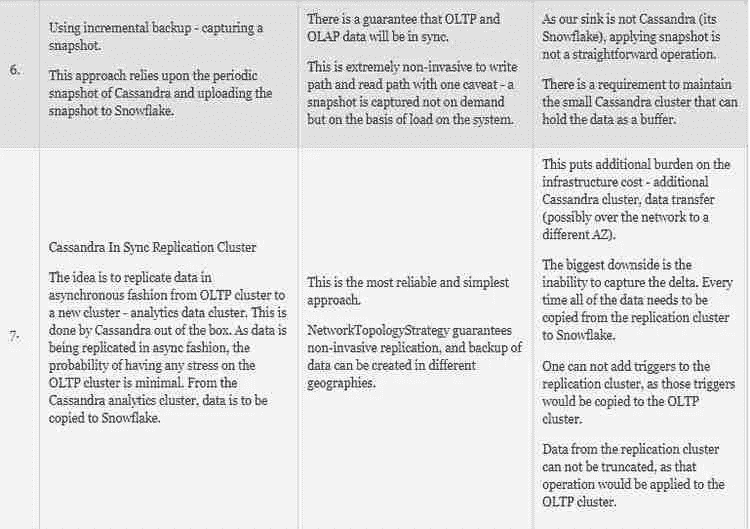 6.
Using incremental backup - capturing a
snapshot.
This approach relies upon the periodic
snapshot of Cassandra and uploading the
snapshot to Snowflake.
There is a guarantee that OLTP and
OLAP data will be in sync.
This is extremely non-invasive to write
path and read path with one caveat - a
snapshot is captured not on demand
but on the basis of load on the system.
As our sink is not Cassandra (its
Snowflake), applying snapshot is
not a straightforward operation.
There is a requirement to maintain
the small Cassandra cluster that can
hold the data as a buffer.
7.
Cassandra In Sync Replication Cluster
The idea is to replicate data in
asynchronous fashion from OLTP cluster to
a new cluster - analytics data cluster. This is
done by Cassandra out of the box. As data is
being replicated in async fashion, the
probability of having any stress on the
OLTP cluster is minimal. From the
Cassandra analytics cluster, data is to be
copied to Snowflake.
This is the most reliable and simplest
approach.
NetworkTopologyStrategy guarantees
non-invasive replication, and backup of
data can be created in different
geographies.
This puts additional burden on the
infrastructure cost - additional
Cassandra cluster, data transfer
(possibly over the network to a
different AZ).
The biggest downside is the
inability to capture the delta. Every
time all of the data needs to be
copied from the replication cluster
to Snowflake.
One can not add triggers to the
replication cluster, as those triggers
would be copied to the OLTP
cluster.
Data from the replication cluster
can not be truncated, as that
operation would be applied to the
OLTP cluster.